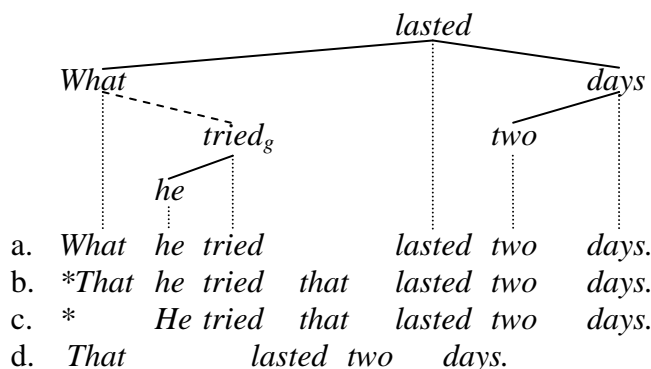 lasted
What days
tried_g two
he
a. What he tried lasted two days.
b. *That he tried that lasted two days.
c. * He tried that lasted two days.
d. That lasted two days.